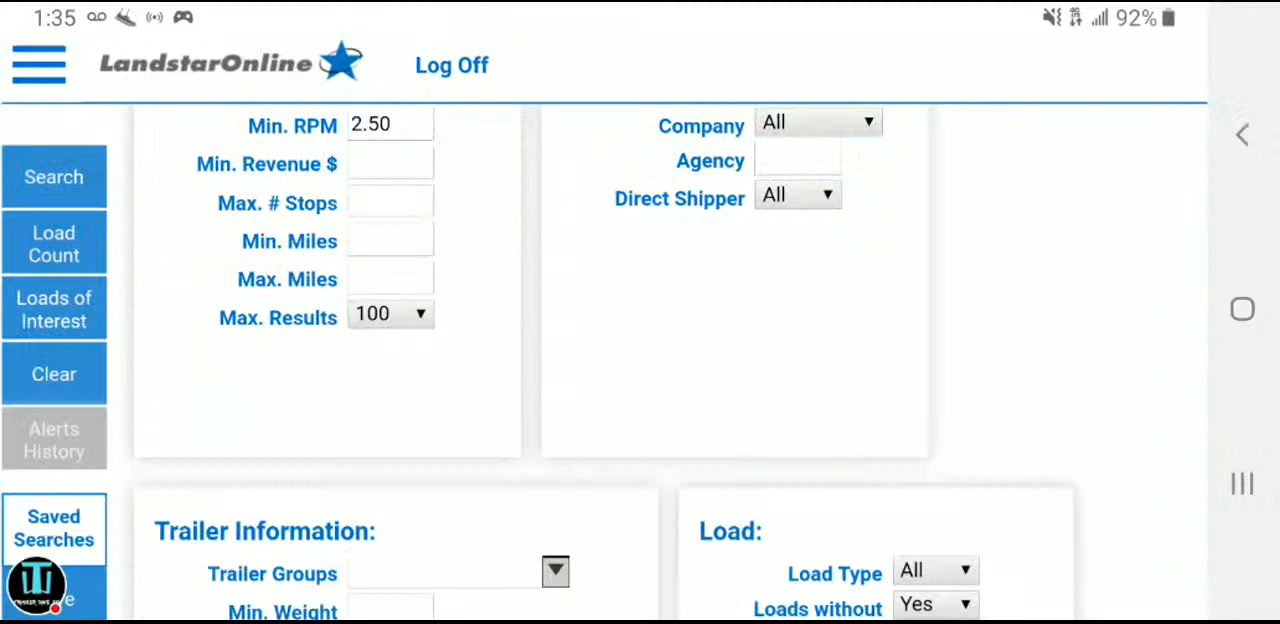 1:35
92%
LandstarOnline
Log Off
Min. RPM 2.50
Min. Revenue $
Max. # Stops
Min. Miles
Max. Miles
Max. Results 100
Company All
Agency
Direct Shipper All
Search
Load
Count
Loads of
Interest
Clear
Alerts
History
Saved
Searches
Trailer Information:
Trailer Groups
Min. Weight
Load:
Load Type All
Loads without Yes